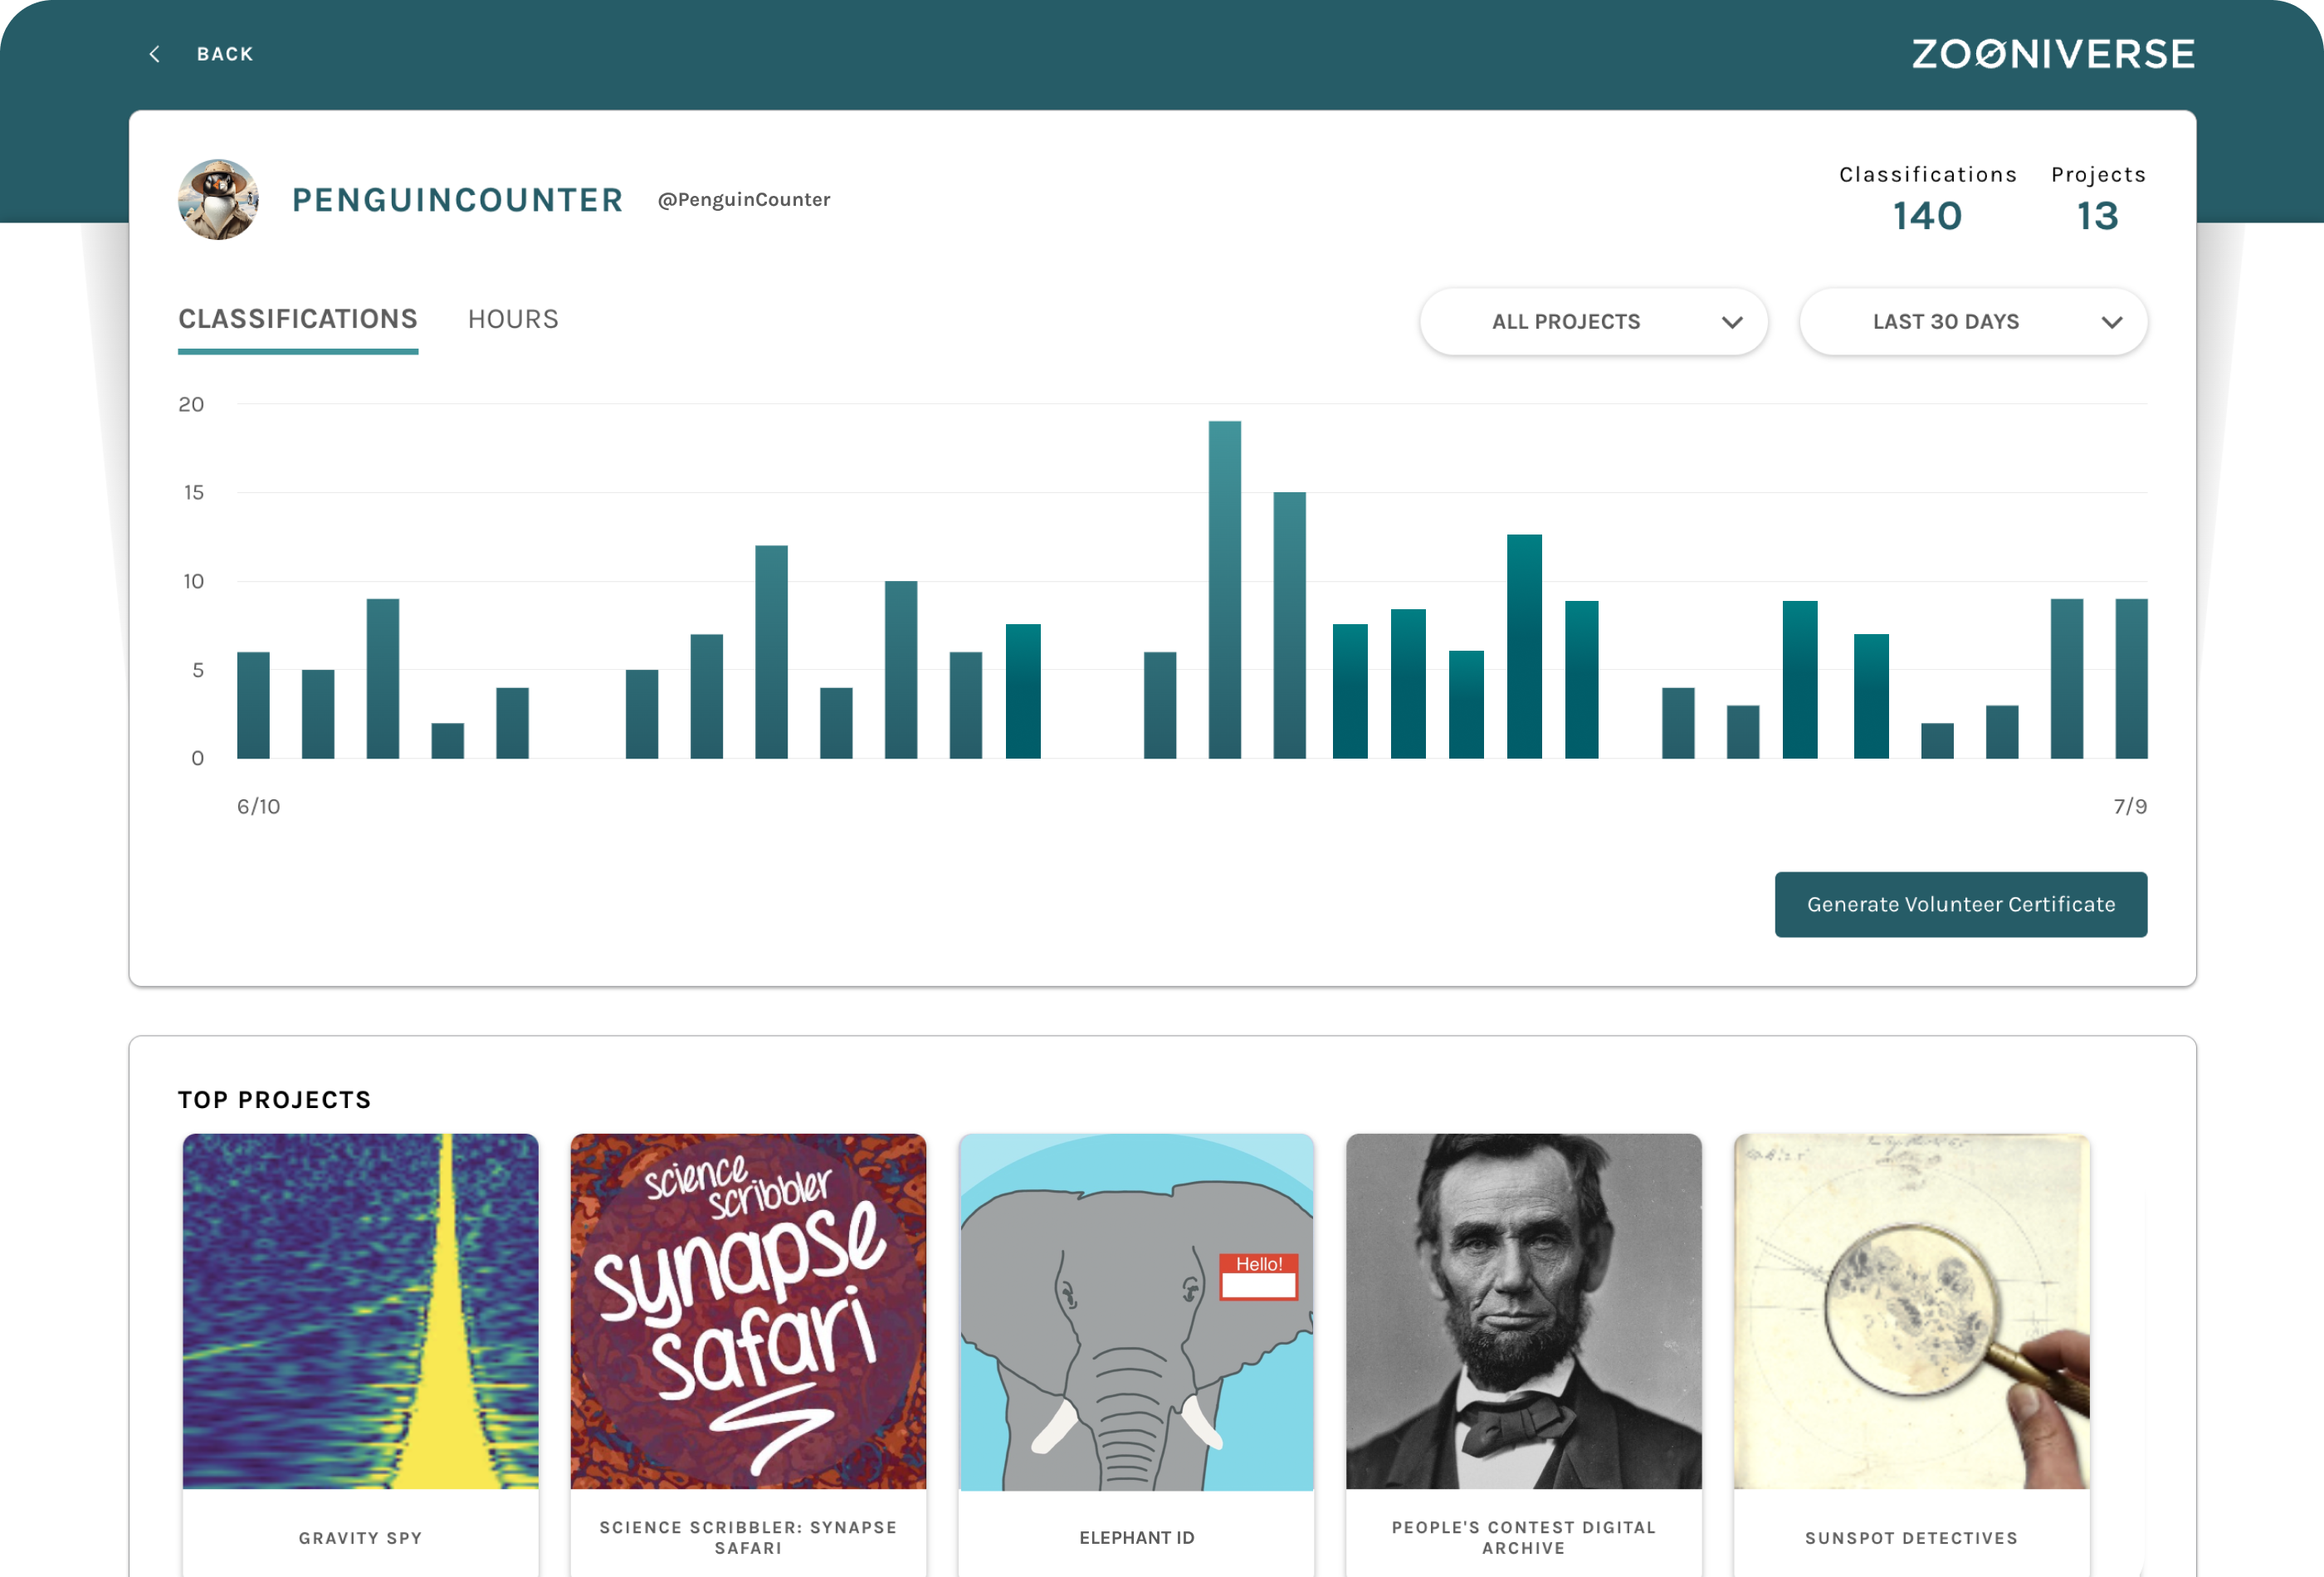 BACK
ZOONIVERSE
PENGUINCOUNTER
@PenguinCounter
Classifications
140
Projects
13
CLASSIFICATIONS
HOURS
ALL PROJECTS
LAST 30 DAYS
20
15
10
5
0
6/10
7/9
Generate Volunteer Certificate
TOP PROJECTS
science
scribbler
synapse
safari
Hello!
GRAVITY SPY
SCIENCE SCRIBBLER: SYNAPSE
SAFARI
ELEPHANT ID
PEOPLE'S CONTEST DIGITAL
ARCHIVE
SUNSPOT DETECTIVES